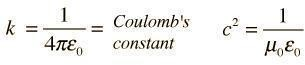 k = 1/4πε₀ = Coulomb's constant c² = 1/μ₀ε₀